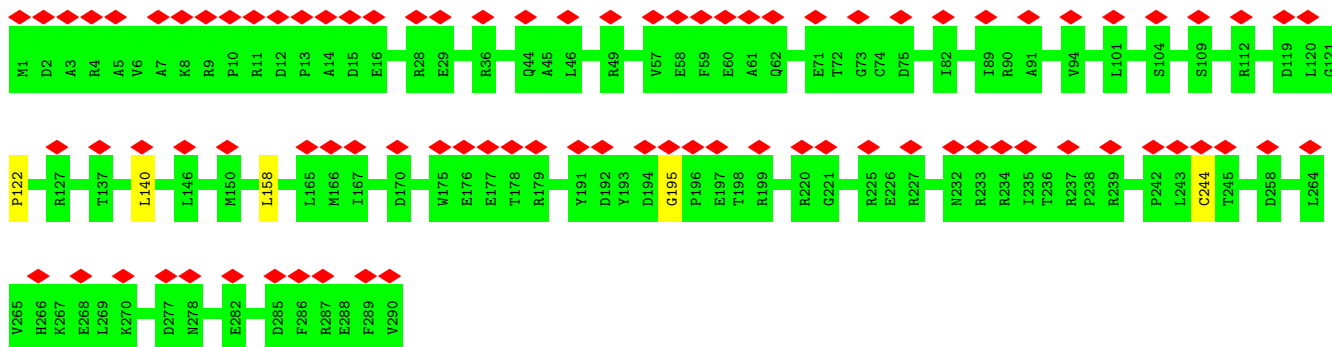 M1 D2 A3 R4 A5 V6 A7 K8 R9 P10 R11 D12 P13 A14 D15 E16 R28 E29 R36 Q44 A45 L46 R49 V57 E58 F59 E60 A61 Q62 E71 T72 G73 C74 D75 I82 I89 R90 A91 V94 L101 S104 S109 R112 D119 L120 G121
P122 R127 T137 L140 L146 M150 L158 L165 M166 I167 D170 W175 E176 E177 T178 R179 Y191 D192 Y193 D194 G195 P196 E197 T198 R199 R220 G221 R225 E226 R227 N232 R233 R234 I235 T236 R237 P238 R239 P242 L243 C244 T245 D258 L264
V265 H266 K267 E268 L269 K270 D277 N278 E282 D285 F286 R287 E288 F289 V290